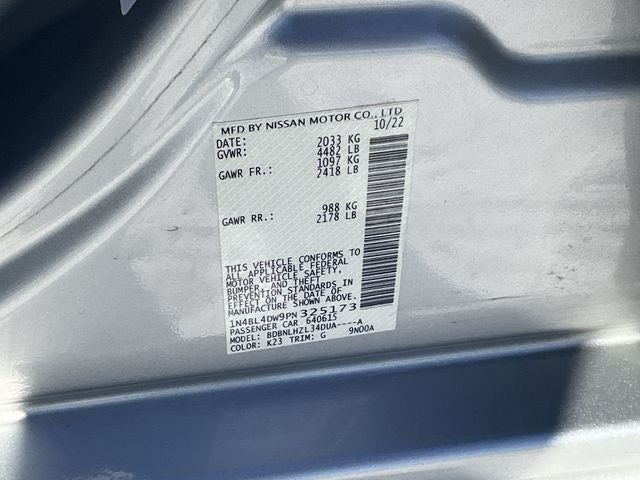 MFD BY NISSAN MOTOR CO., LTD
DATE: 10/22
GVWR: 2033 KG
4482 LB
GAWR FR.: 1097 KG
2418 LB
GAWR RR.: 988 KG
2178 LB
THIS VEHICLE CONFORMS TO
ALL APPLICABLE FEDERAL
MOTOR VEHICLE SAFETY,
BUMPER, AND THEFT
PREVENTION STANDARDS IN
EFFECT ON THE DATE OF
MANUFACTURE SHOWN ABOVE.
1N4BL4DW9PN 325173
PASSENGER CAR 640615
MODEL: BDBNLHZL34DUA----A
COLOR: K23 TRIM: G 9N00A